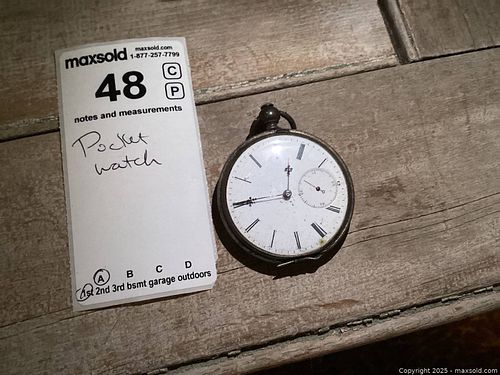 maxsold maxsold.com
1-877-257-7799
48 C
P
notes and measurements
Pocket
watch
A B C D
1st 2nd 3rd bsmt garage outdoors
Copyright 2025 - maxsold.com